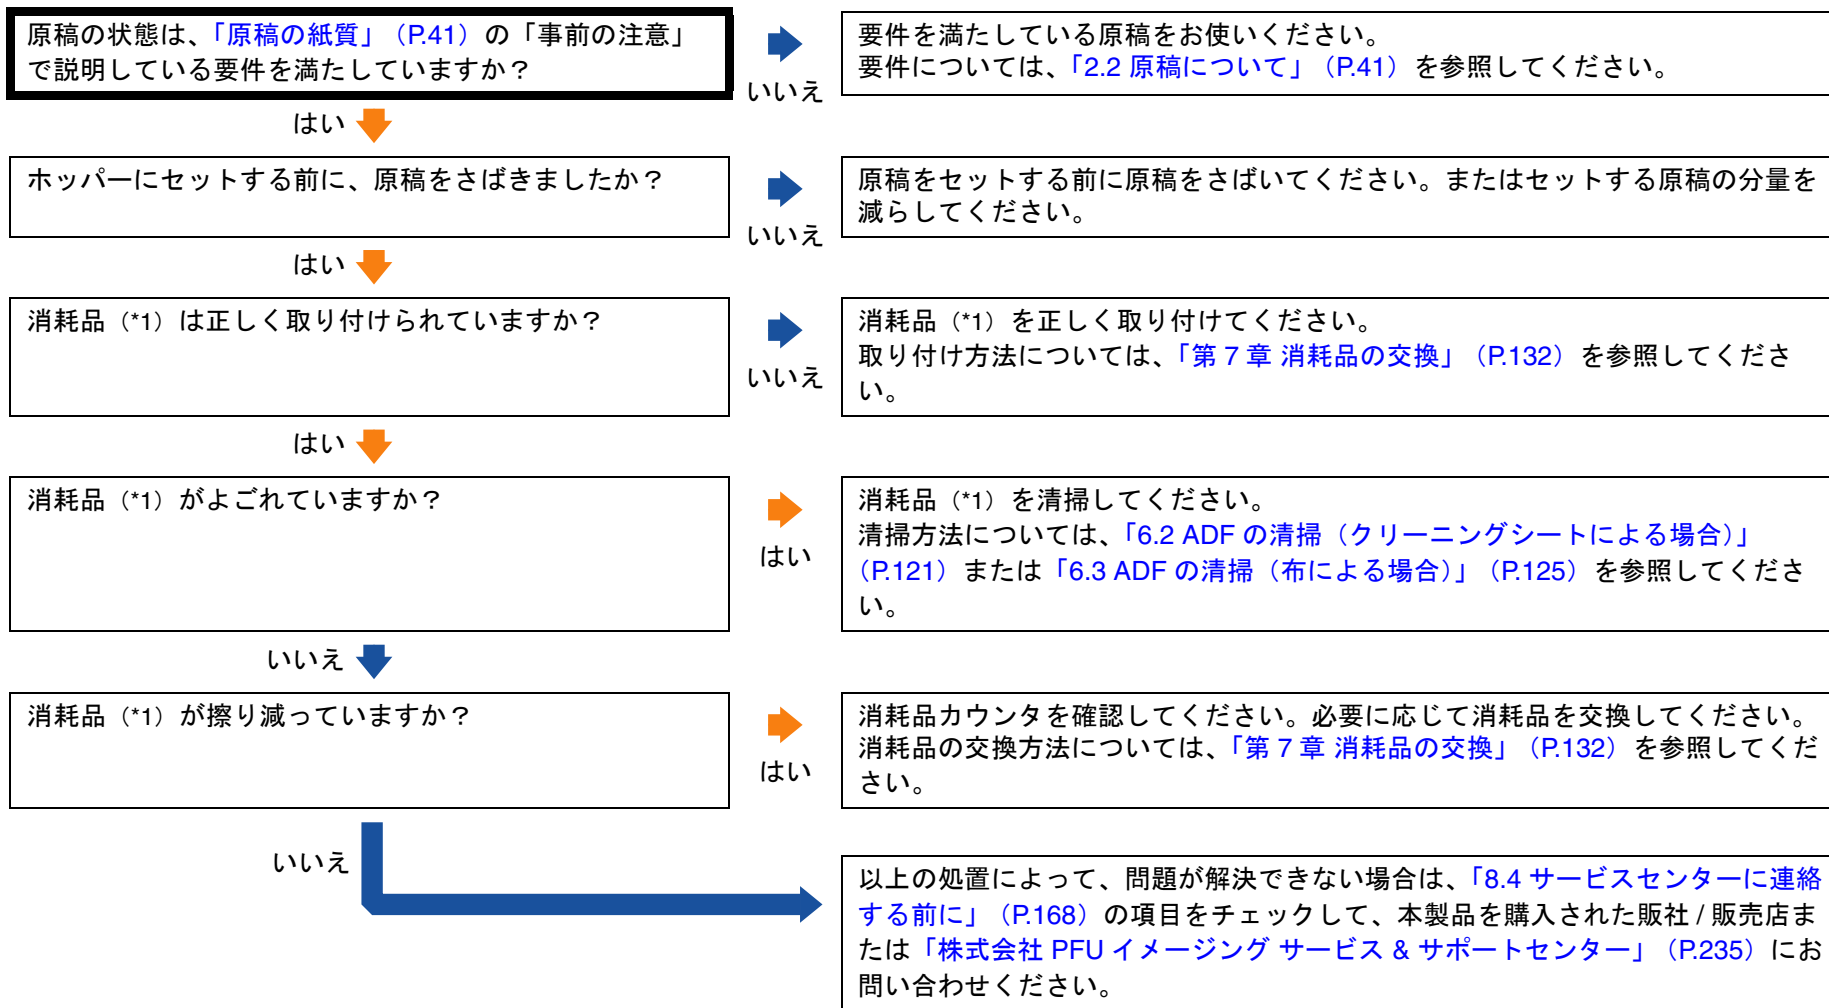 原稿の状態は、「原稿の紙質」（P.41）の「事前の注意」
で説明している要件を満たしていますか？
いいえ
要件を満たしている原稿をお使いください。
要件については、「2.2 原稿について」（P.41）を参照してください。
はい
ホッパーにセットする前に、原稿をさばきましたか？
いいえ
原稿をセットする前に原稿をさばいてください。またはセットする原稿の分量を
減らしてください。
はい
消耗品（*1）は正しく取り付けられていますか？
いいえ
消耗品（*1）を正しく取り付けてください。
取り付け方法については、「第 7 章 消耗品の交換」（P.132）を参照してくださ
い。
はい
消耗品（*1）がよごれていますか？
はい
消耗品（*1）を清掃してください。
清掃方法については、「6.2 ADF の清掃（クリーニングシートによる場合）」
（P.121）または「6.3 ADF の清掃（布による場合）」（P.125）を参照してくださ
い。
いいえ
消耗品（*1）が擦り減っていますか？
はい
消耗品カウンタを確認してください。必要に応じて消耗品を交換してください。
消耗品の交換方法については、「第 7 章 消耗品の交換」（P.132）を参照してくだ
さい。
いいえ
以上の処置によって、問題が解決できない場合は、「8.4 サービスセンターに連絡
する前に」（P.168）の項目をチェックして、本製品を購入された販社 / 販売店ま
たは「株式会社 PFU イメージング サービス & サポートセンター」（P.235）にお
問い合わせください。